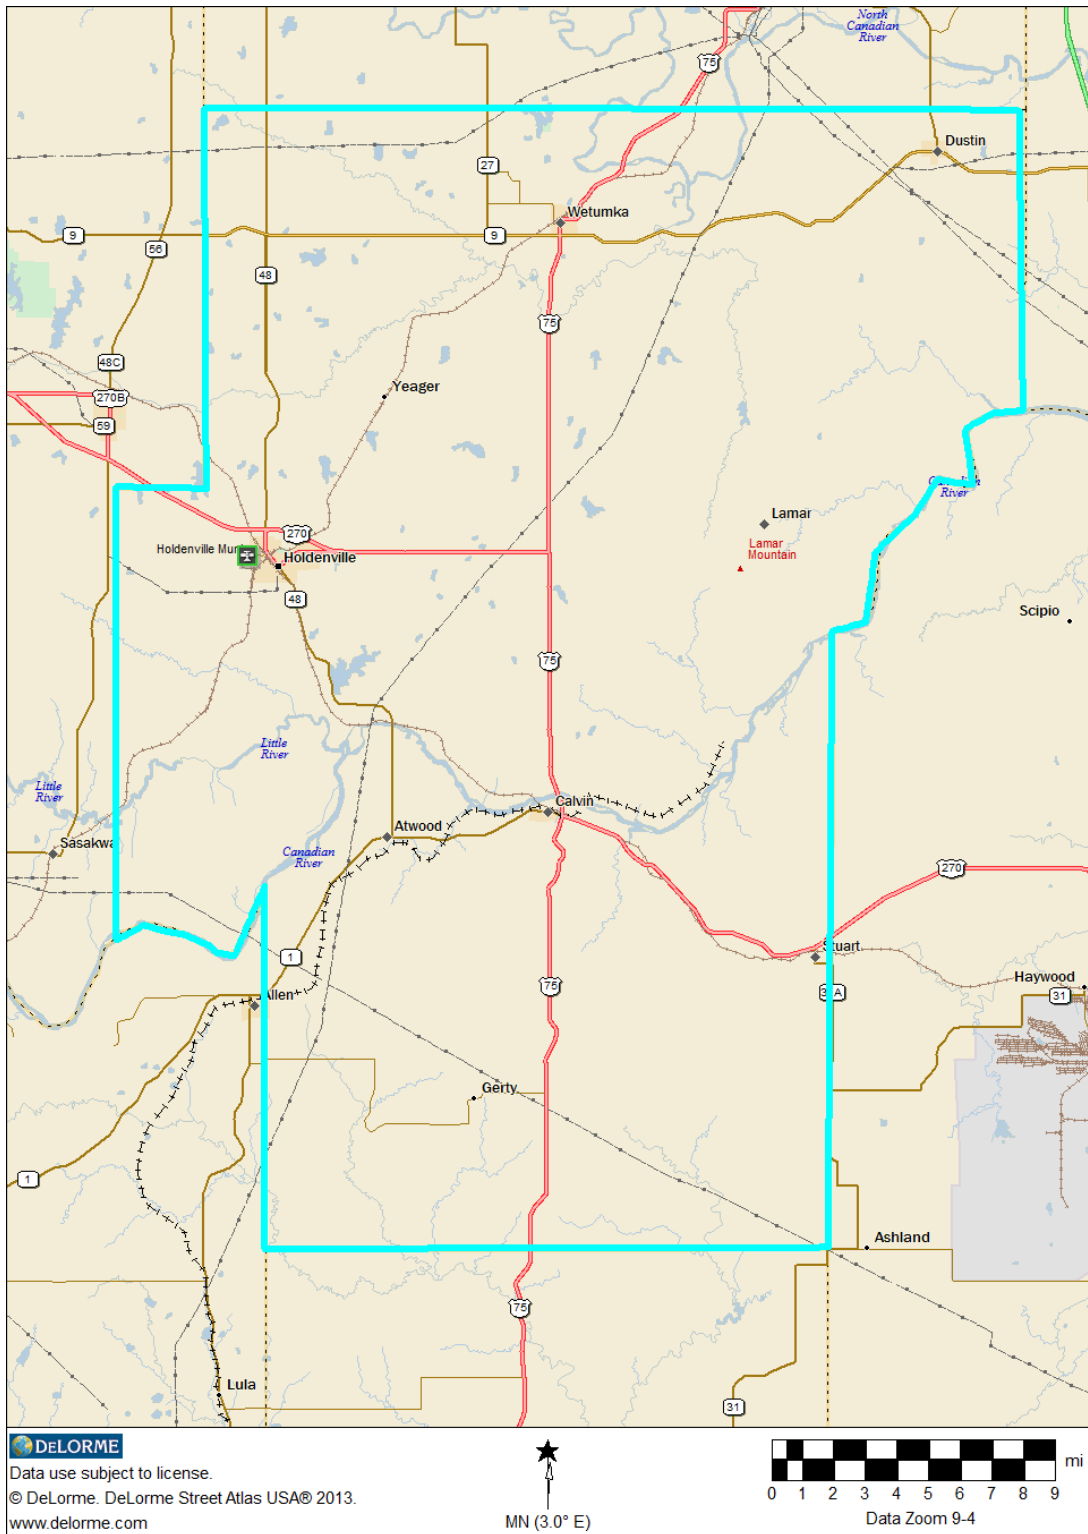 North
Canadian
River
75
Dustin
27
Wetumka
9
9
56
48
75
48C
Yeager
270B
59
Canadian
River
Lamar
270
Lamar
Mountain
Holdenville Mun
Holdenville
48
Scipio
75
Little
River
Little
River
Calvin
Atwood
Sasakwa
Canadian
River
270
Stuart
1
Haywood
75
31
Allen
Gerty
1
Ashland
75
Lula
31
DELORME
Data use subject to license.
© DeLorme. DeLorme Street Atlas USA® 2013.
www.delorme.com
MN (3.0° E)
mi
0 1 2 3 4 5 6 7 8 9
Data Zoom 9-4